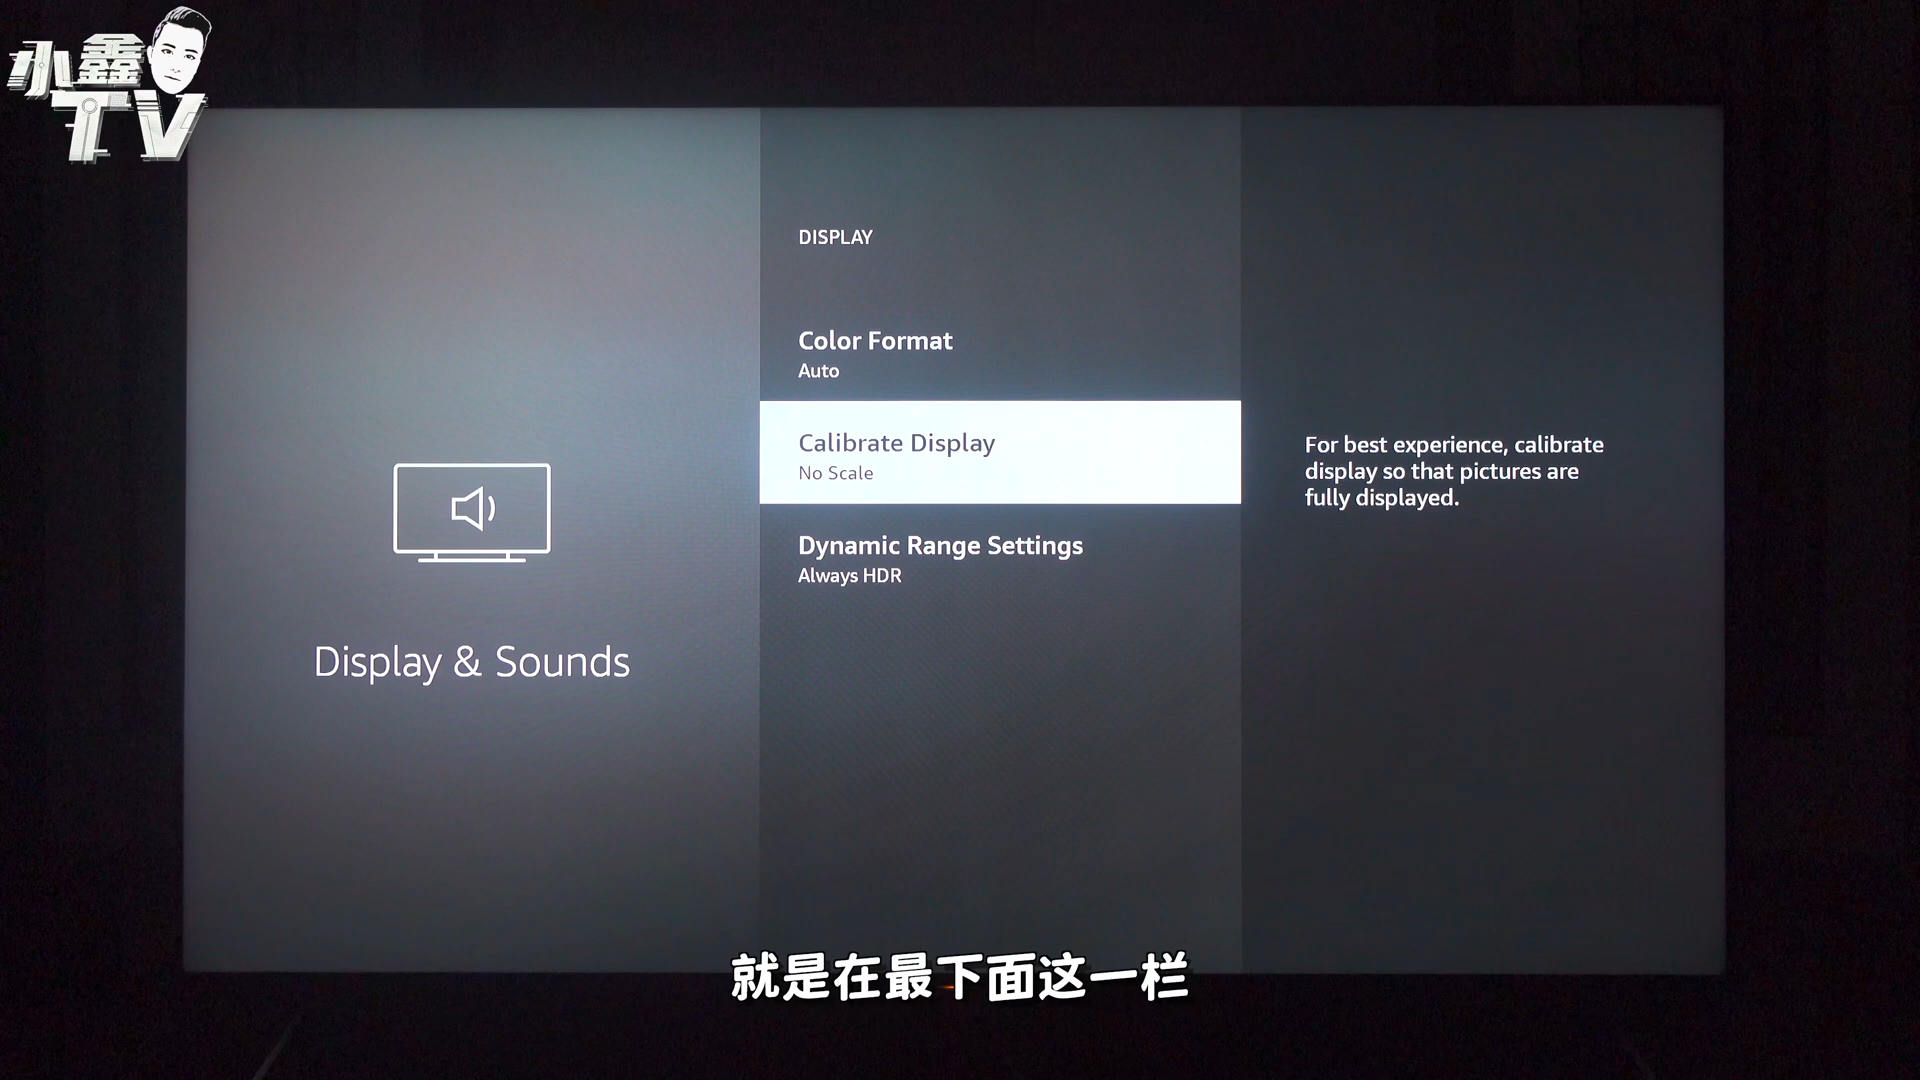 小鑫
TV
DISPLAY
Color Format
Auto
Calibrate Display
No Scale
Dynamic Range Settings
Always HDR
For best experience, calibrate
display so that pictures are
fully displayed.
Display & Sounds
就是在最下面这一栏